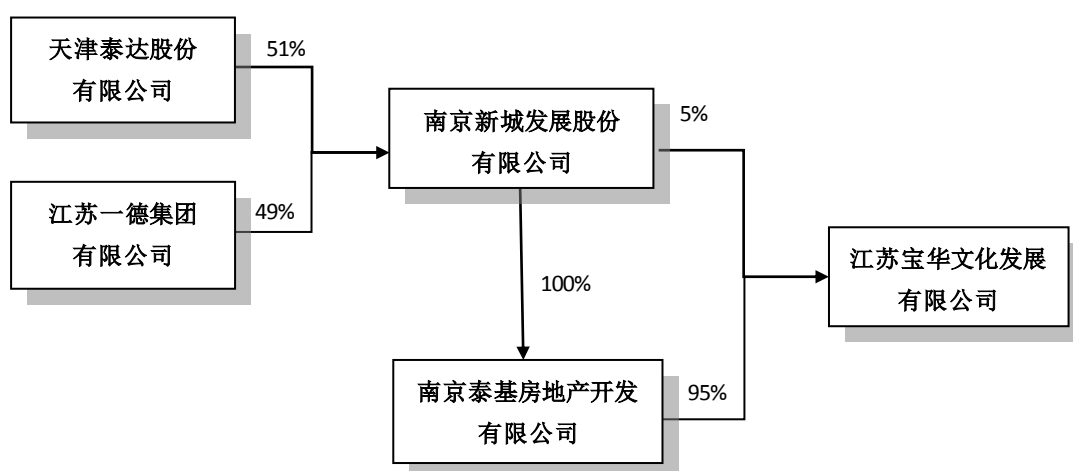 天津泰达股份
有限公司
51%
江苏一德集团
有限公司
49%
南京新城发展股份
有限公司
5%
100%
南京泰基房地产开发
有限公司
95%
江苏宝华文化发展
有限公司